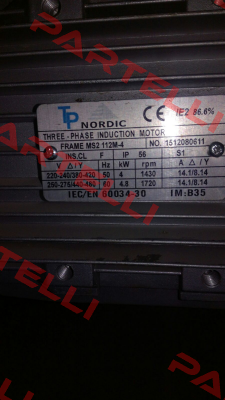 PARTELLI
TP NORDIC CE IE2 86.6%
THREE-PHASE INDUCTION MOTOR
FRAME MS2 112M-4 NO. 1512080611
INS.CL F IP 56 S1
V △/Y Hz kW rpm A △/Y
220-240/380-420 50 4 1430 14.1/8.14
250-275/440-480 60 4.8 1720 14.1/8.14
IEC/EN 60034-30 IM:B35
PARTELLI
PARTELLI